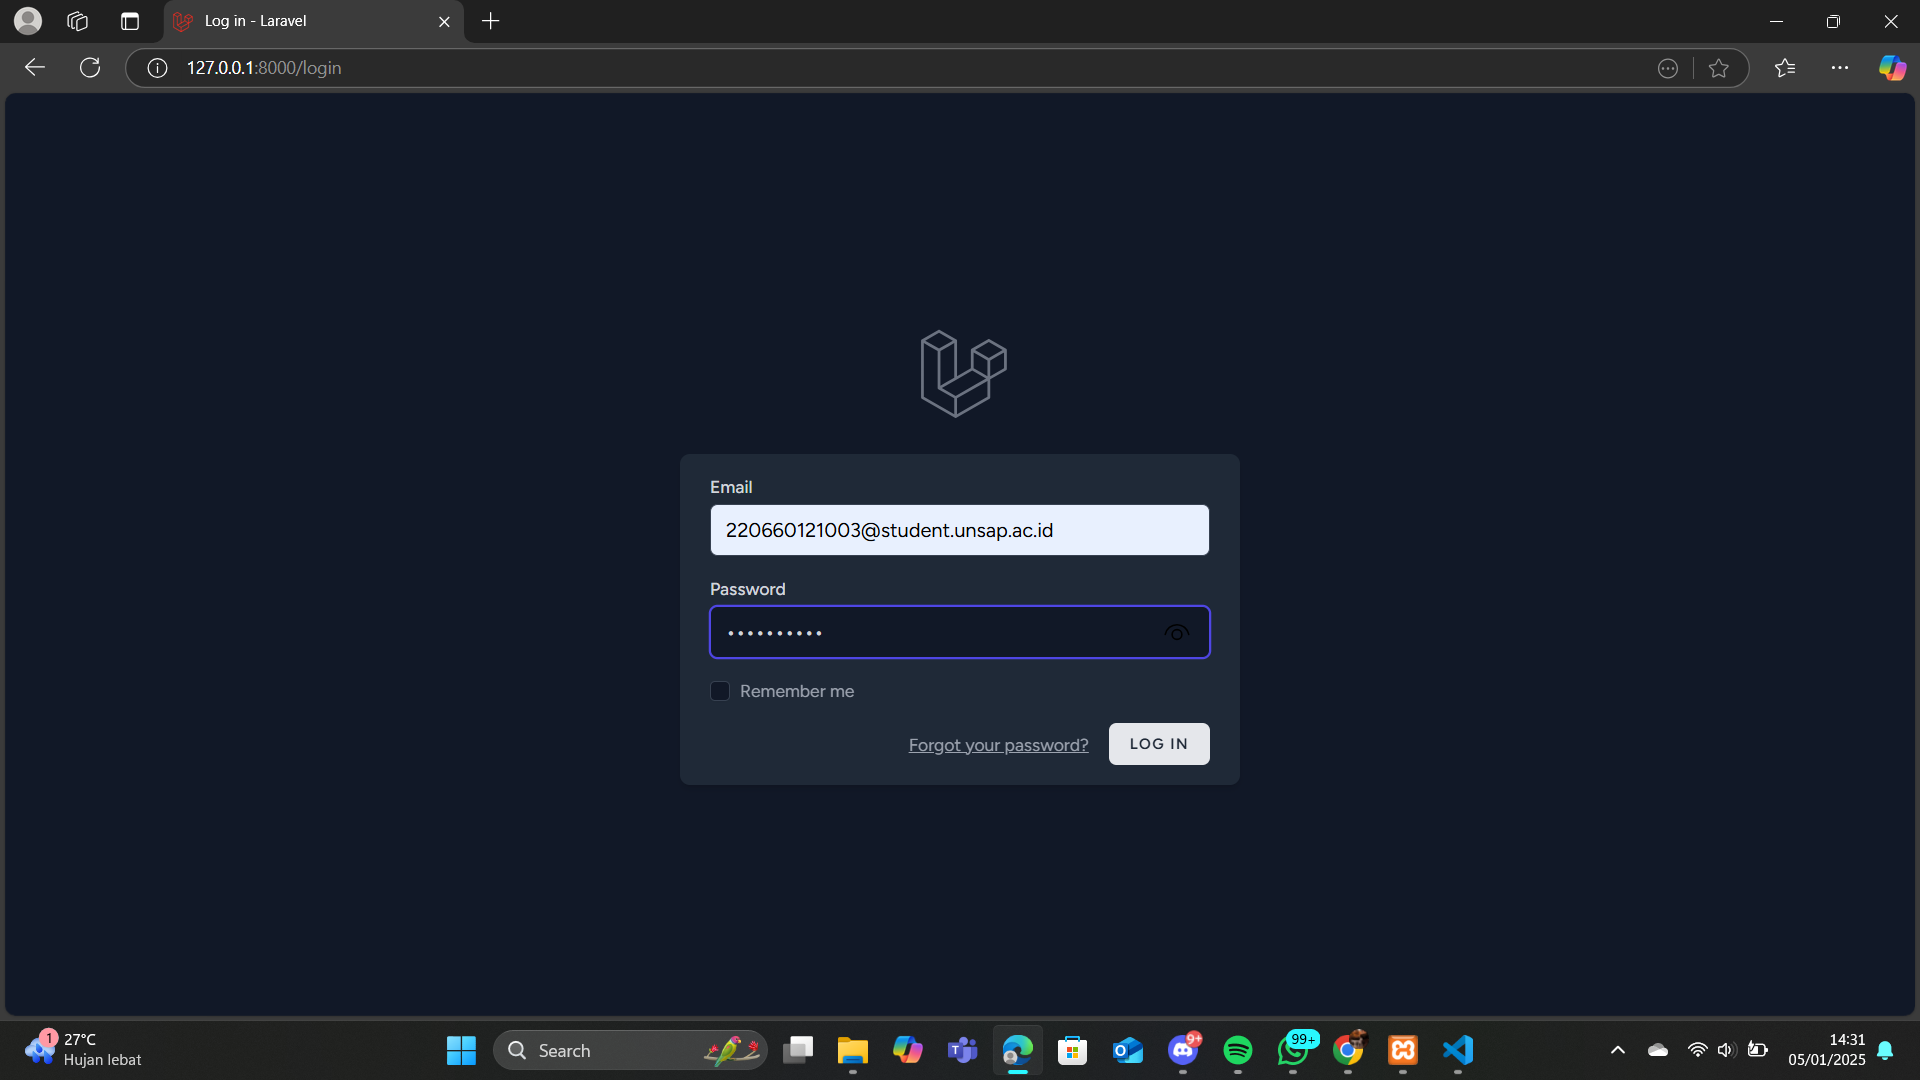 Log in - Laravel
127.0.0.1:8000/login
Email
220660121003@student.unsap.ac.id
Password
Remember me
Forgot your password?
LOG IN
1
27°C
Hujan lebat
Search
9+
99+
14:31
05/01/2025